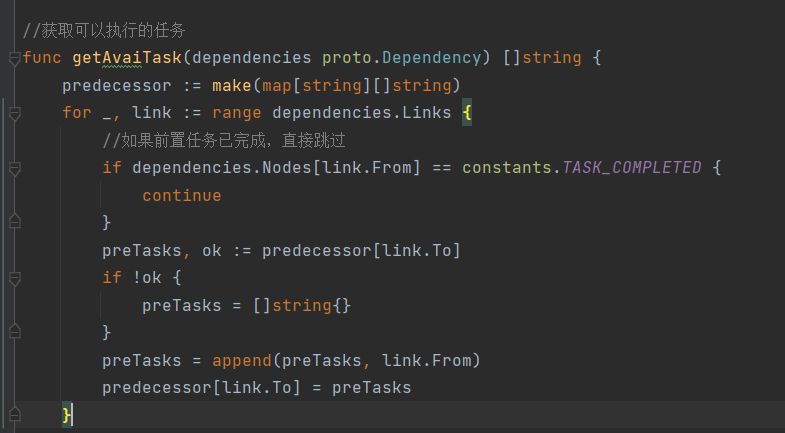 //获取可以执行的任务
func getAvaiTask(dependencies proto.Dependency) []string {
    predecessor := make(map[string][]string)
    for _, link := range dependencies.Links {
        //如果前置任务已完成，直接跳过
        if dependencies.Nodes[link.From] == constants.TASK_COMPLETED {
            continue
        }
        preTasks, ok := predecessor[link.To]
        if !ok {
            preTasks = []string{}
        }
        preTasks = append(preTasks, link.From)
        predecessor[link.To] = preTasks
    }